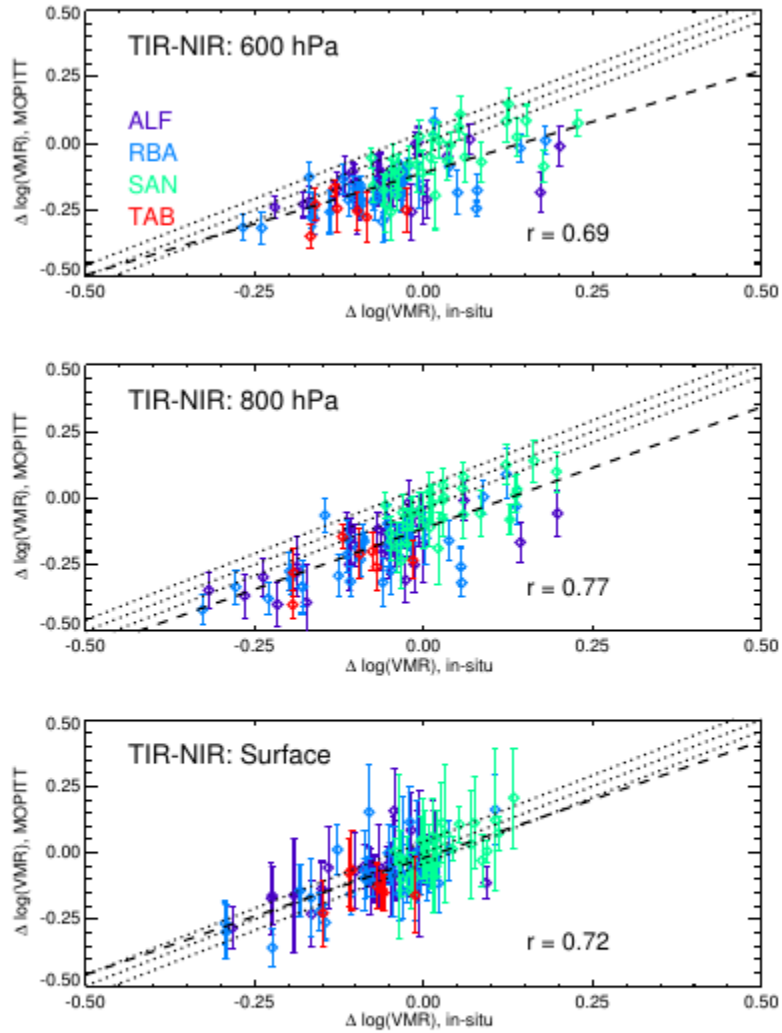 0.50
TIR-NIR: 600 hPa
0.25
ALF
RBA
SAN
TAB
0.00
-0.25
-0.50
Δ log(VMR), MOPITT
r = 0.69
-0.50 -0.25 0.00 0.25 0.50
Δ log(VMR), in-situ
0.50
TIR-NIR: 800 hPa
0.25
0.00
-0.25
-0.50
Δ log(VMR), MOPITT
r = 0.77
-0.50 -0.25 0.00 0.25 0.50
Δ log(VMR), in-situ
0.50
TIR-NIR: Surface
0.25
0.00
-0.25
-0.50
Δ log(VMR), MOPITT
r = 0.72
-0.50 -0.25 0.00 0.25 0.50
Δ log(VMR), in-situ